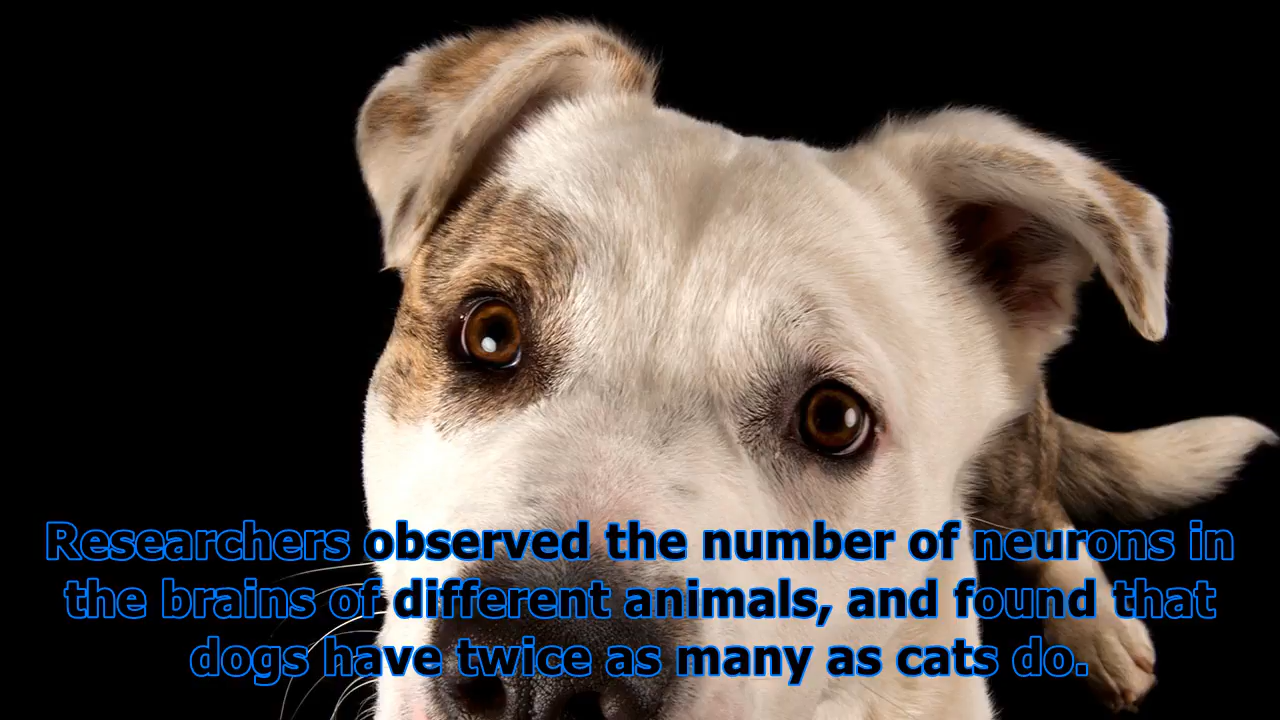 Researchers observed the number of neurons in
the brains of different animals, and found that
dogs have twice as many as cats do.